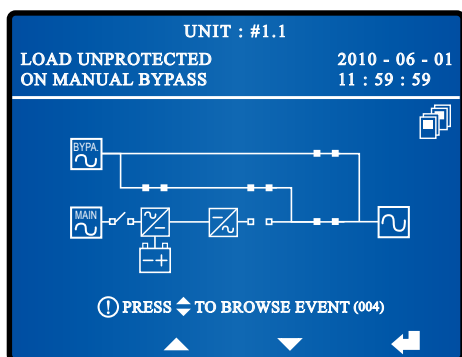 UNIT : #1.1
LOAD UNPROTECTED 2010 - 06 - 01
ON MANUAL BYPASS 11 : 59 : 59
BYPA.
MAIN
! PRESS TO BROWSE EVENT (004)